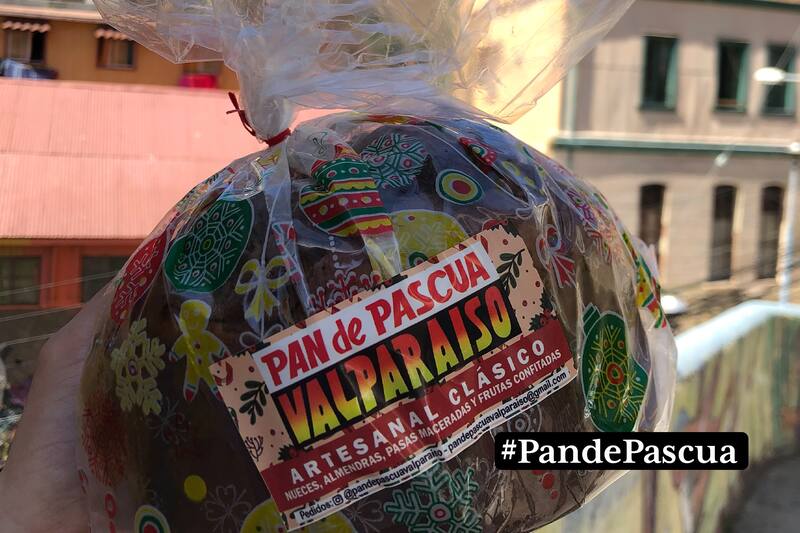 PAN de PASCUA
VALPARAISO
ARTESANAL CLÁSICO
NUECES, ALMENDRAS, PASAS MACERADAS Y FRUTAS CONFITADAS
Pedidos: @pandepascuavalparaiso - pandepascuavalparaiso@gmail.com
#PandePascua